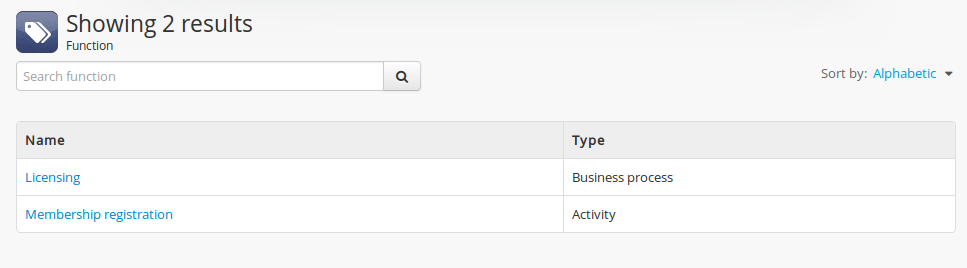 Showing 2 results
Function
Search function
Sort by: Alphabetic
Name Type
Licensing Business process
Membership registration Activity